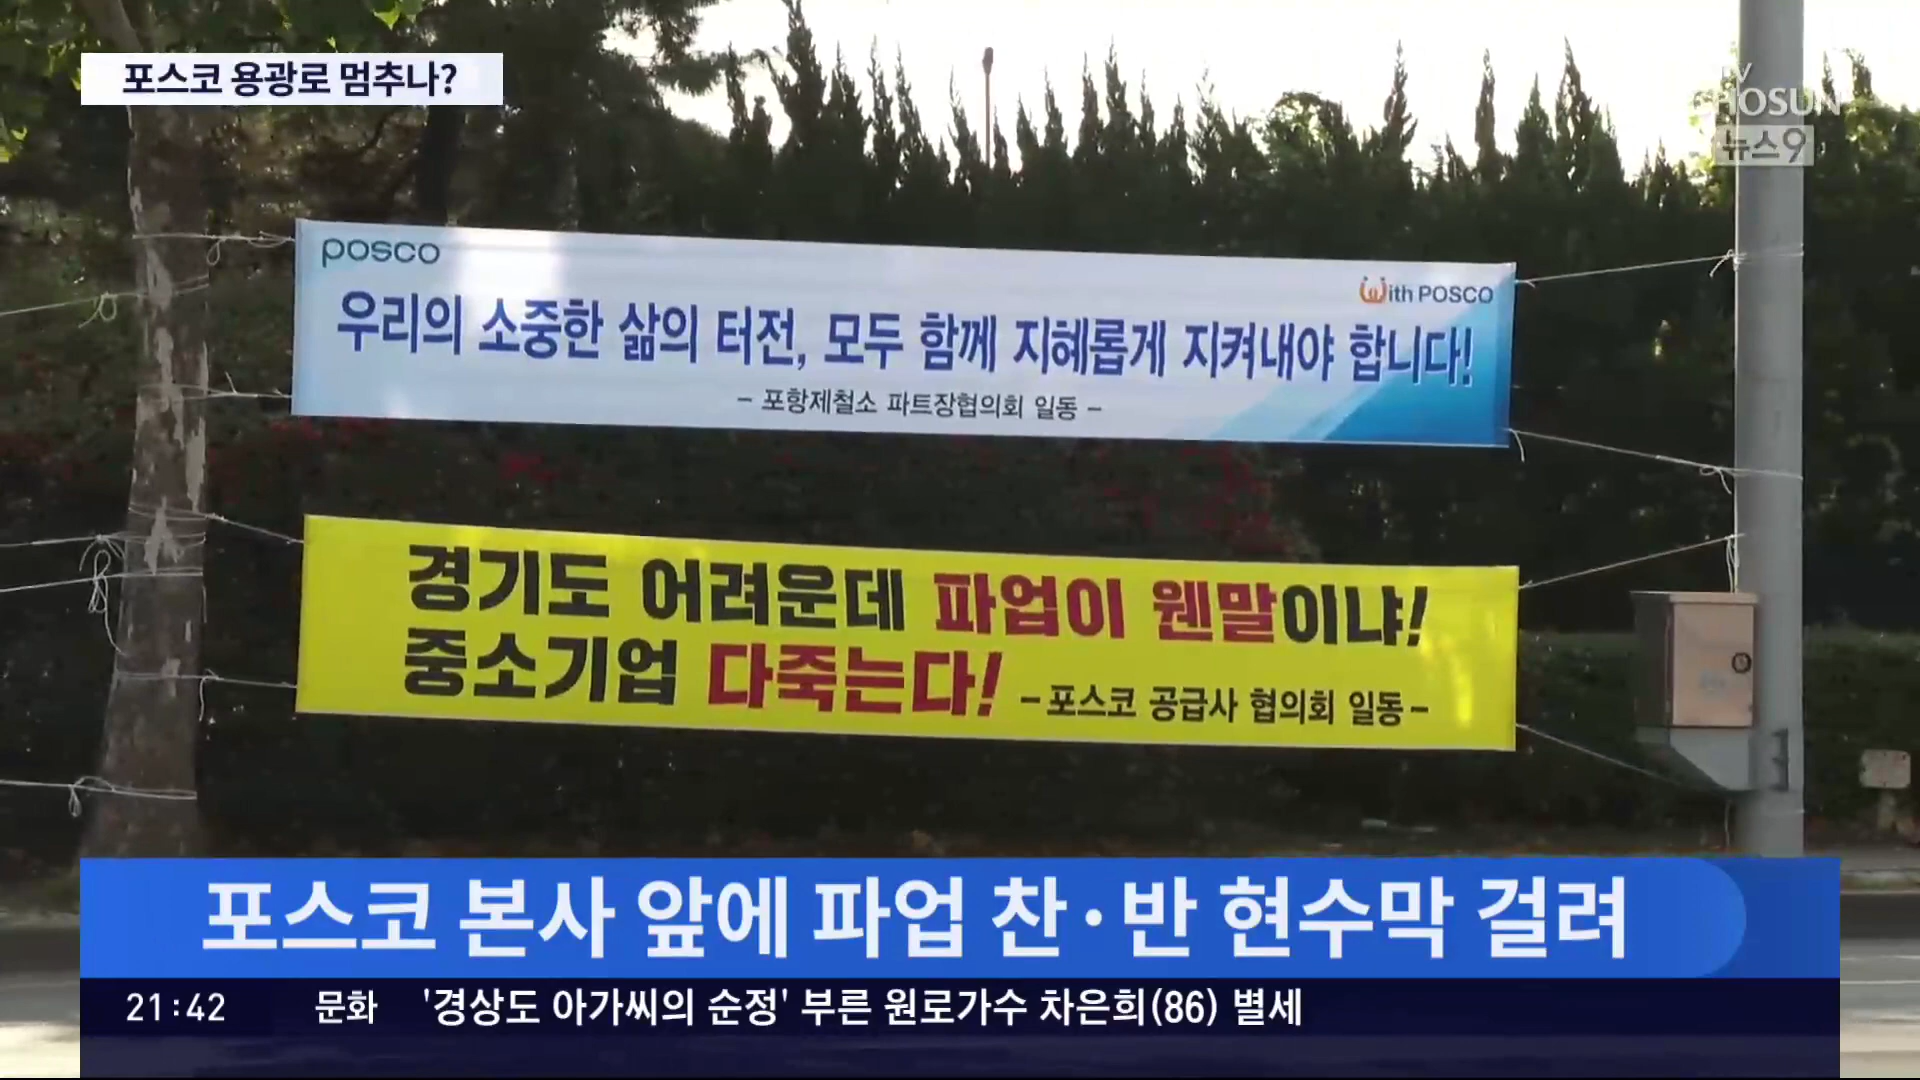 포스코 용광로 멈추나?
TV
CHOSUN
뉴스9
posco
With POSCO
우리의 소중한 삶의 터전, 모두 함께 지혜롭게 지켜내야 합니다!
- 포항제철소 파트장협의회 일동 -
경기도 어려운데 파업이 웬말이냐!
중소기업 다죽는다! -포스코 공급사 협의회 일동-
포스코 본사 앞에 파업 찬·반 현수막 걸려
21:42 문화 '경상도 아가씨의 순정' 부른 원로가수 차은희(86) 별세